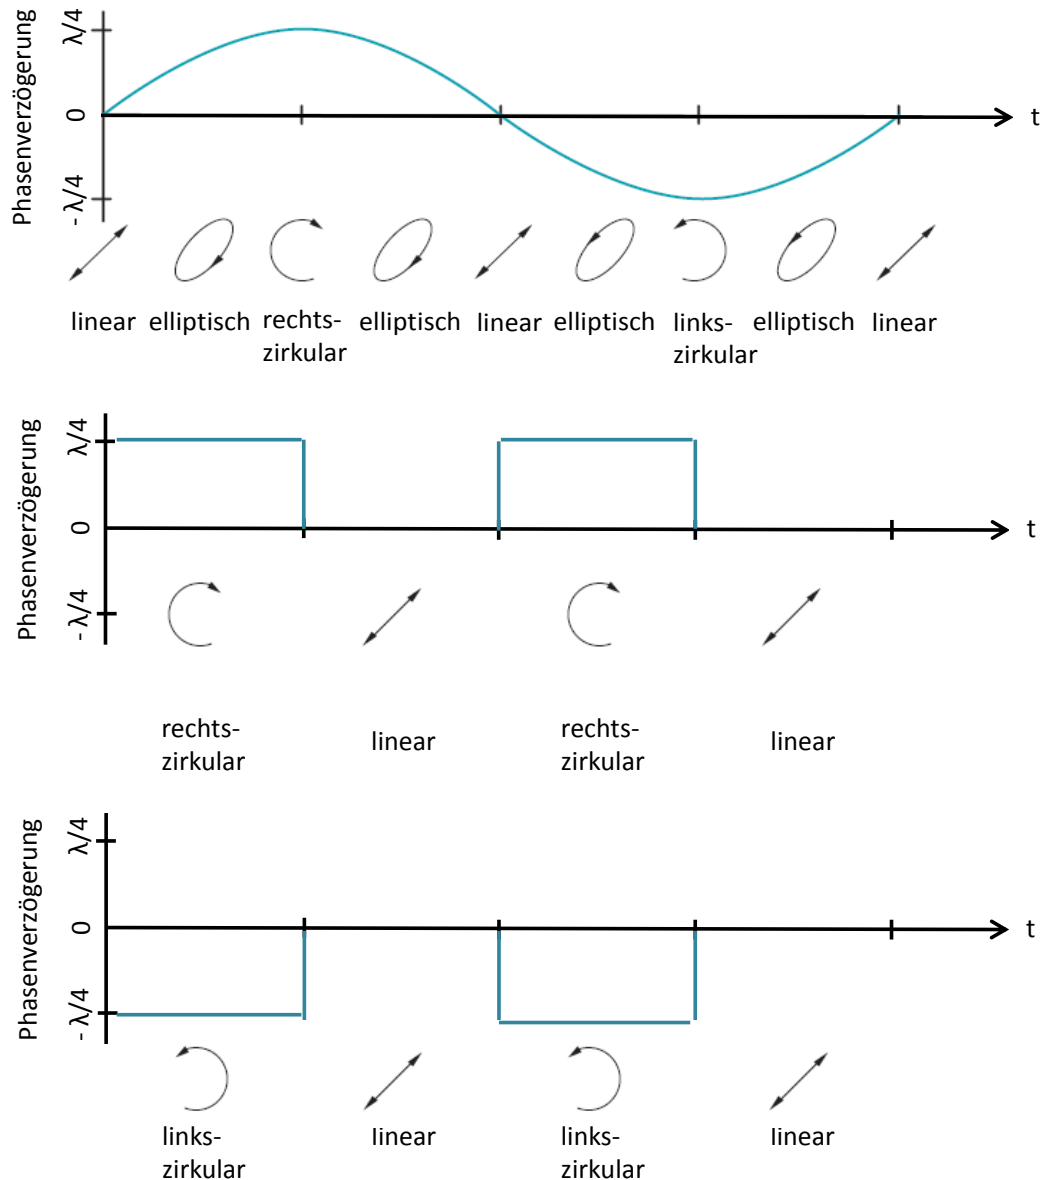 Phasenverzögerung
λ/4
0
-λ/4
t
linear elliptisch rechts- elliptisch linear elliptisch links- elliptisch linear
zirkular zirkular
Phasenverzögerung
λ/4
0
-λ/4
t
rechts- linear rechts- linear
zirkular zirkular
Phasenverzögerung
λ/4
0
-λ/4
t
links- linear links- linear
zirkular zirkular